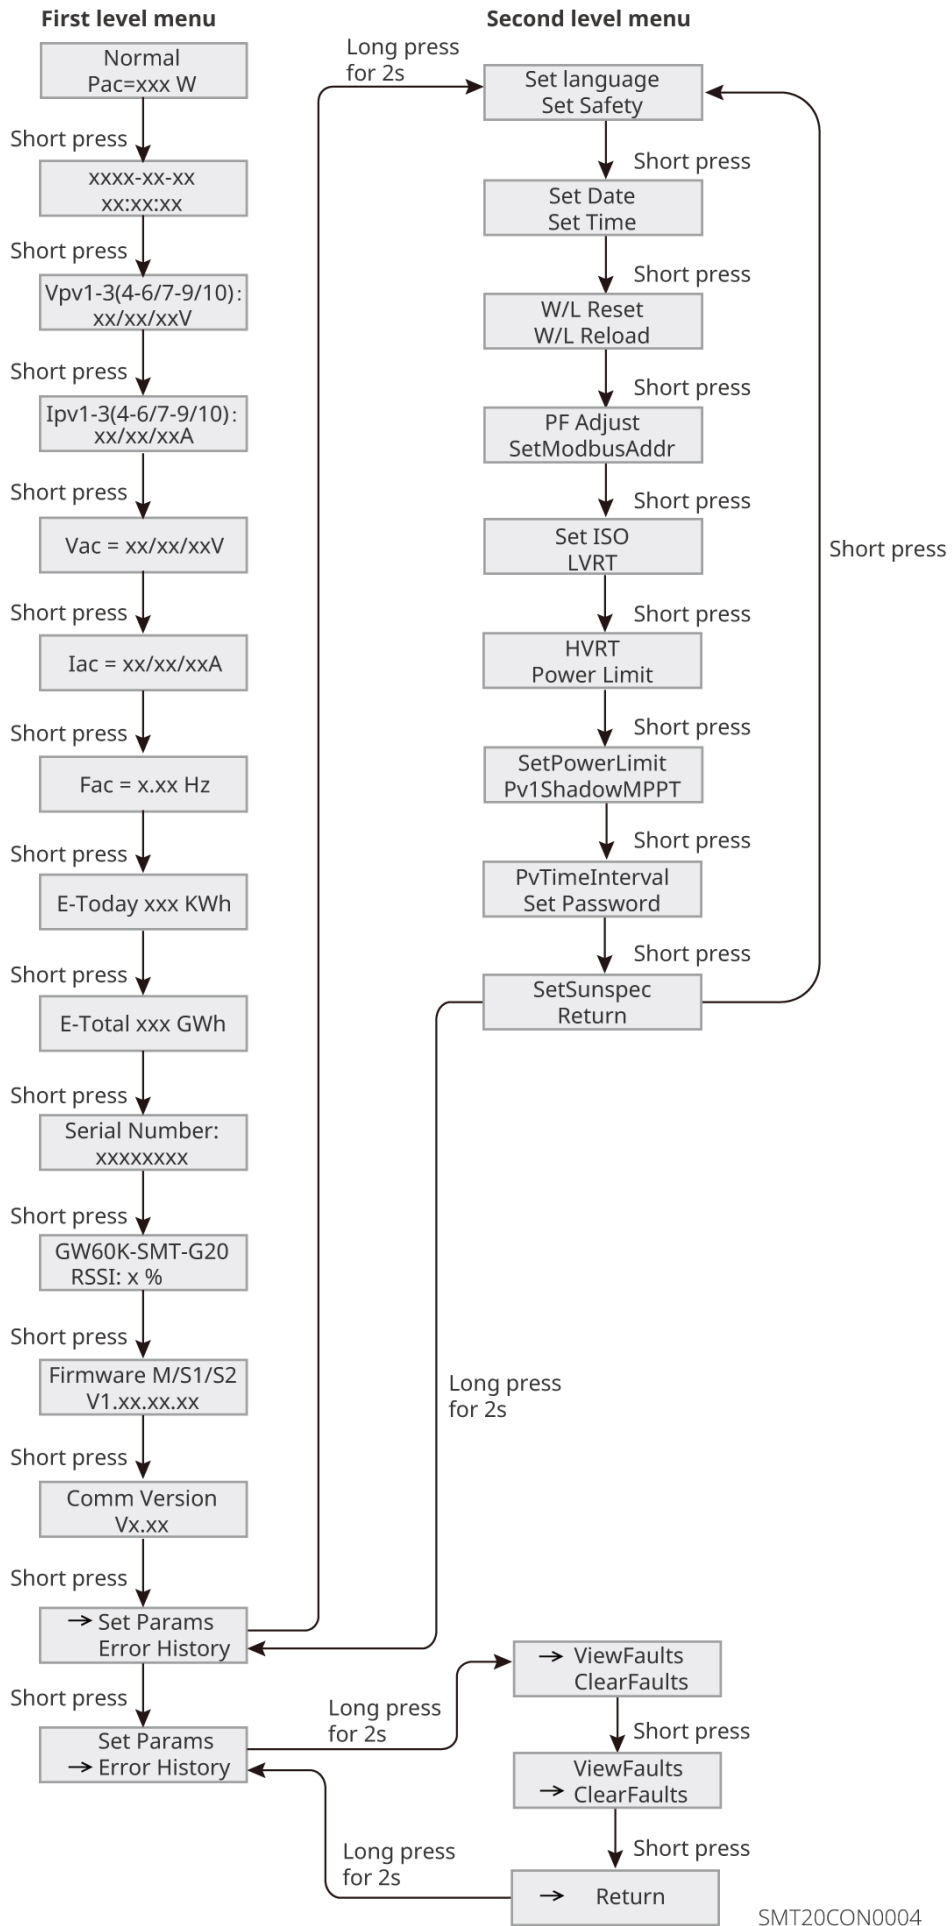 First level menu
Normal
Pac=xxx W
Short press
xxxx-xx-xx
xx:xx:xx
Short press
Vpv1-3(4-6/7-9/10):
xx/xx/xxV
Short press
Ipv1-3(4-6/7-9/10):
xx/xx/xxA
Short press
Vac = xx/xx/xxV
Short press
Iac = xx/xx/xxA
Short press
Fac = x.xx Hz
Short press
E-Today xxx KWh
Short press
E-Total xxx GWh
Short press
Serial Number:
xxxxxxxx
Short press
GW60K-SMT-G20
RSSI: x %
Short press
Firmware M/S1/S2
V1.xx.xx.xx
Short press
Comm Version
Vx.xx
Short press
→ Set Params
Error History
Short press
Set Params
→ Error History
Second level menu
Long press
for 2s
Set language
Set Safety
Short press
Set Date
Set Time
Short press
W/L Reset
W/L Reload
Short press
PF Adjust
SetModbusAddr
Short press
Set ISO
LVRT
Short press
HVRT
Power Limit
Short press
SetPowerLimit
Pv1ShadowMPPT
Short press
PvTimeInterval
Set Password
Short press
SetSunspec
Return
Short press
Long press
for 2s
Long press
for 2s
→ ViewFaults
ClearFaults
Short press
ViewFaults
→ ClearFaults
Short press
→ Return
Long press
for 2s
SMT20CON0004